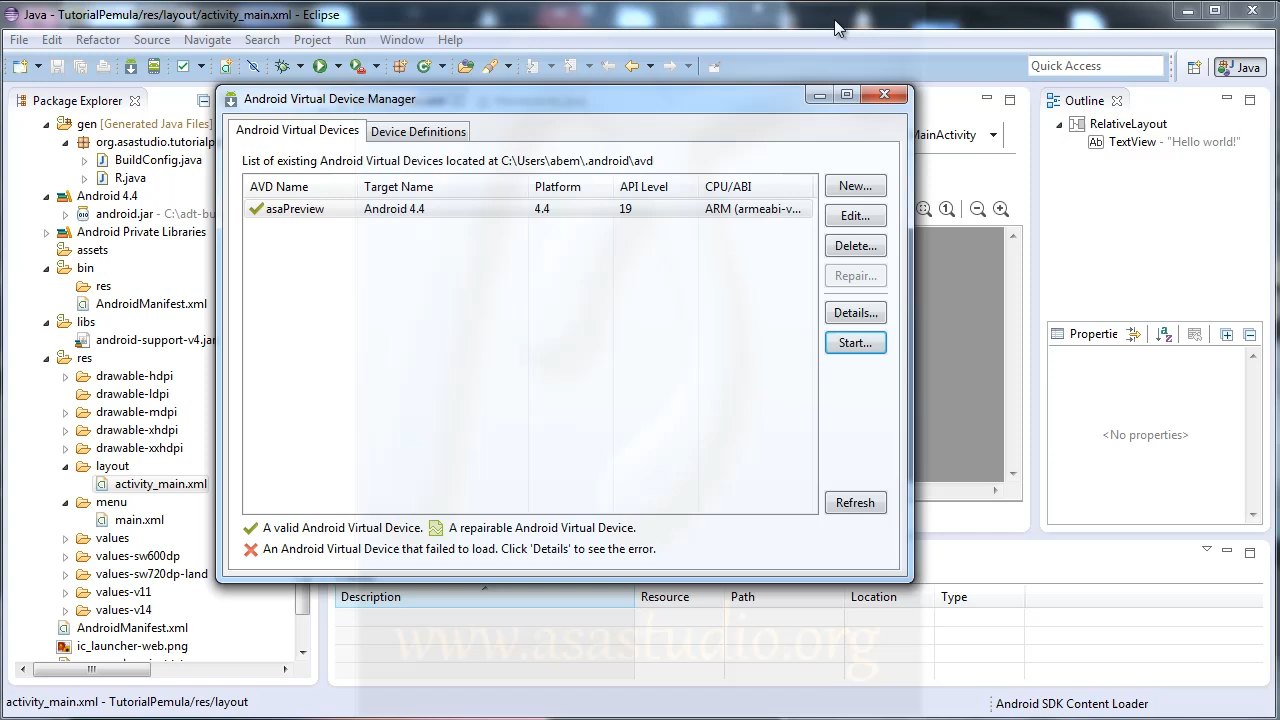 Java - TutorialPemula/res/layout/activity_main.xml - Eclipse
File Edit Refactor Source Navigate Search Project Run Window Help
Quick Access
Java
Package Explorer
gen [Generated Java Files]
org.asastudio.tutorialp
BuildConfig.java
R.java
Android 4.4
android.jar - C:\adt-bu
Android Private Libraries
assets
bin
res
AndroidManifest.xml
libs
android-support-v4.jar
res
drawable-hdpi
drawable-ldpi
drawable-mdpi
drawable-xhdpi
drawable-xxhdpi
layout
activity_main.xml
menu
main.xml
values
values-sw600dp
values-sw720dp-land
values-v11
values-v14
AndroidManifest.xml
ic_launcher-web.png
Android Virtual Device Manager
Android Virtual Devices Device Definitions
List of existing Android Virtual Devices located at C:\Users\abem\.android\avd
AVD Name Target Name Platform API Level CPU/ABI
asaPreview Android 4.4 4.4 19 ARM (armeabi-v...
New...
Edit...
Delete...
Repair...
Details...
Start...
Refresh
A valid Android Virtual Device. A repairable Android Virtual Device.
An Android Virtual Device that failed to load. Click 'Details' to see the error.
MainActivity
Outline
RelativeLayout
Ab TextView - "Hello world!"
Propertie
<No properties>
Description Resource Path Location Type
www.asastudio.org
activity_main.xml - TutorialPemula/res/layout
Android SDK Content Loader